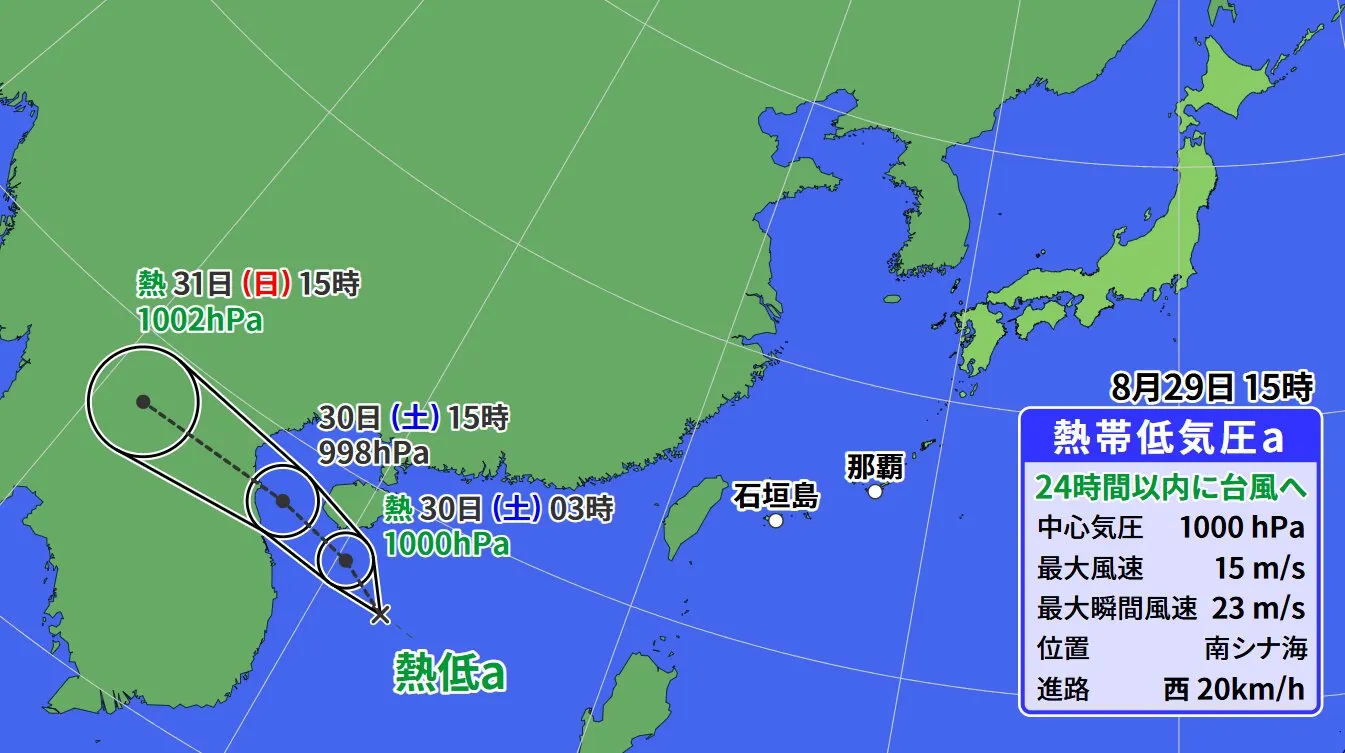 熱 31日 (日) 15時
1002hPa
30日 (土) 15時
998hPa
熱 30日 (土) 03時
1000hPa
熱低a
石垣島
那覇
8月29日 15時
熱帯低気圧a
24時間以内に台風へ
中心気圧 1000 hPa
最大風速 15 m/s
最大瞬間風速 23 m/s
位置 南シナ海
進路 西 20km/h